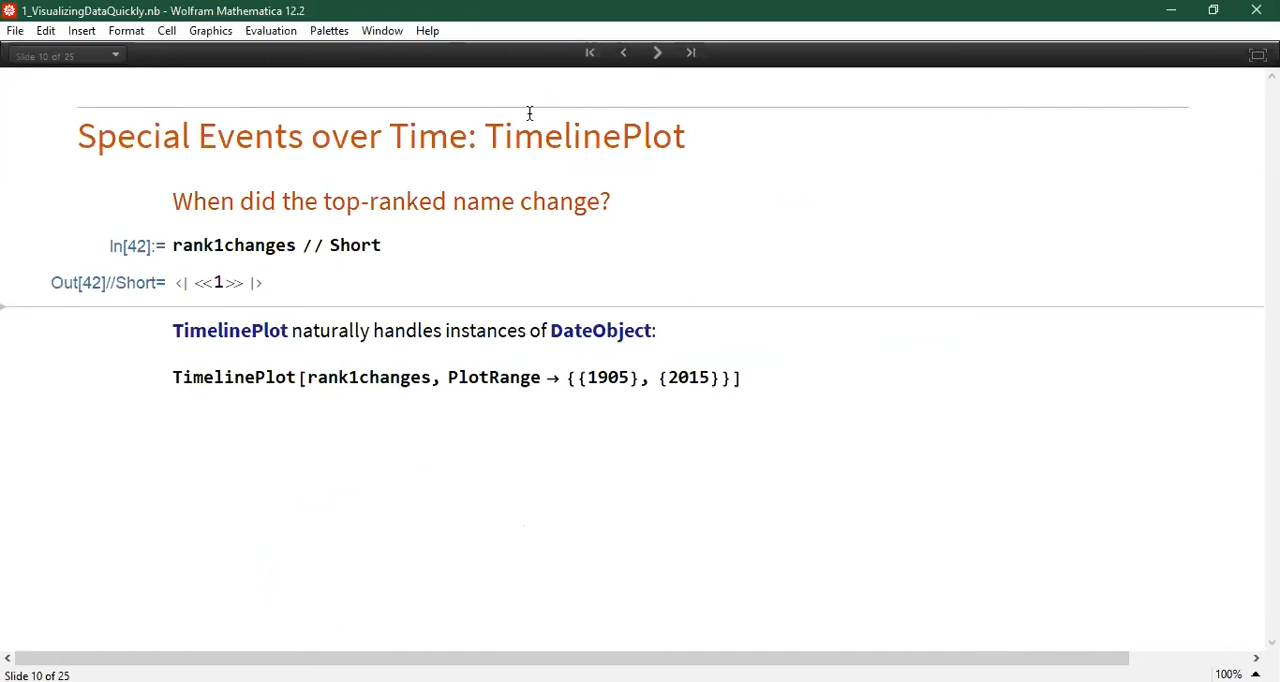 1_VisualizingDataQuickly.nb - Wolfram Mathematica 12.2
File Edit Insert Format Cell Graphics Evaluation Palettes Window Help
Slide 10 of 25
Special Events over Time: TimelinePlot
When did the top-ranked name change?
In[42]:= rank1changes // Short
Out[42]//Short= <| <<1>> |>
TimelinePlot naturally handles instances of DateObject:
TimelinePlot[rank1changes, PlotRange → {{1905}, {2015}}]
Slide 10 of 25
100%